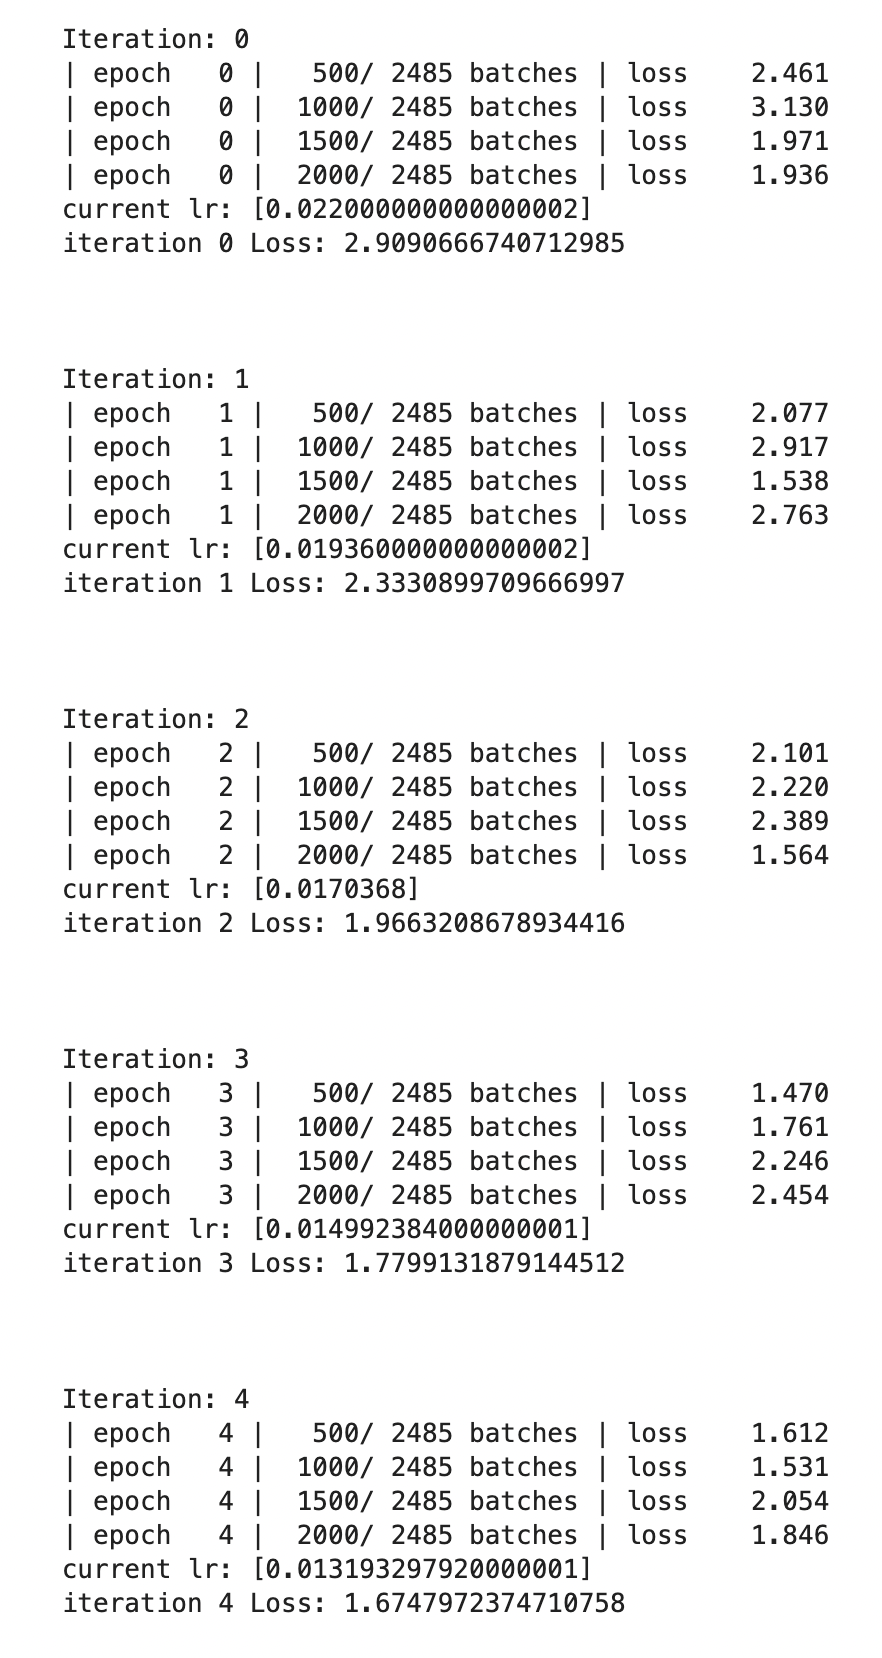 Iteration: 0
| epoch   0 |   500/ 2485 batches | loss    2.461
| epoch   0 |  1000/ 2485 batches | loss    3.130
| epoch   0 |  1500/ 2485 batches | loss    1.971
| epoch   0 |  2000/ 2485 batches | loss    1.936
current lr: [0.022000000000000002]
iteration 0 Loss: 2.9090666740712985
Iteration: 1
| epoch   1 |   500/ 2485 batches | loss    2.077
| epoch   1 |  1000/ 2485 batches | loss    2.917
| epoch   1 |  1500/ 2485 batches | loss    1.538
| epoch   1 |  2000/ 2485 batches | loss    2.763
current lr: [0.019360000000000002]
iteration 1 Loss: 2.3330899709666997
Iteration: 2
| epoch   2 |   500/ 2485 batches | loss    2.101
| epoch   2 |  1000/ 2485 batches | loss    2.220
| epoch   2 |  1500/ 2485 batches | loss    2.389
| epoch   2 |  2000/ 2485 batches | loss    1.564
current lr: [0.0170368]
iteration 2 Loss: 1.9663208678934416
Iteration: 3
| epoch   3 |   500/ 2485 batches | loss    1.470
| epoch   3 |  1000/ 2485 batches | loss    1.761
| epoch   3 |  1500/ 2485 batches | loss    2.246
| epoch   3 |  2000/ 2485 batches | loss    2.454
current lr: [0.014992384000000001]
iteration 3 Loss: 1.7799131879144512
Iteration: 4
| epoch   4 |   500/ 2485 batches | loss    1.612
| epoch   4 |  1000/ 2485 batches | loss    1.531
| epoch   4 |  1500/ 2485 batches | loss    2.054
| epoch   4 |  2000/ 2485 batches | loss    1.846
current lr: [0.013193297920000001]
iteration 4 Loss: 1.6747972374710758